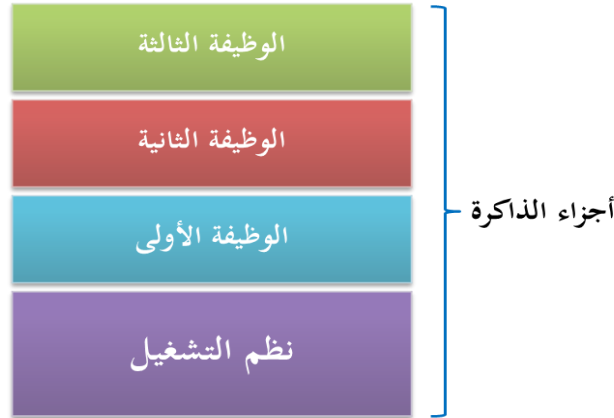 الوظيفة الثالثة
الوظيفة الثانية
أجزاء الذاكرة
الوظيفة الأولى
نظم التشغيل